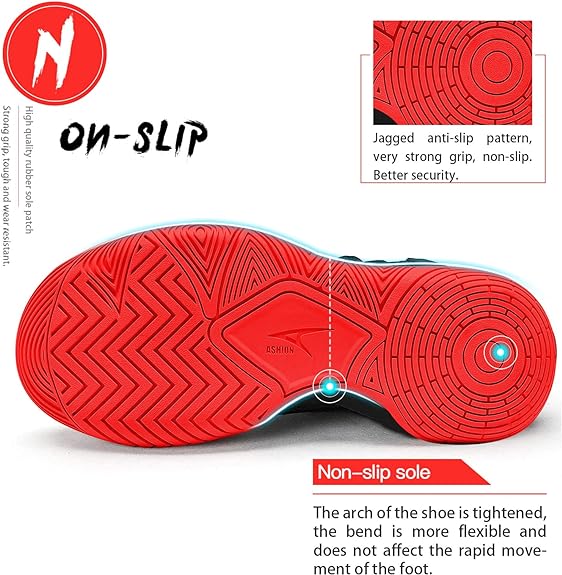 N
ON-SLIP
High quality rubber sole patch
Strong grip, tough and wear resistant.
Jagged anti-slip pattern,
very strong grip, non-slip.
Better security.
ASHION
Non-slip sole
The arch of the shoe is tightened,
the bend is more flexible and
does not affect the rapid move-
ment of the foot.